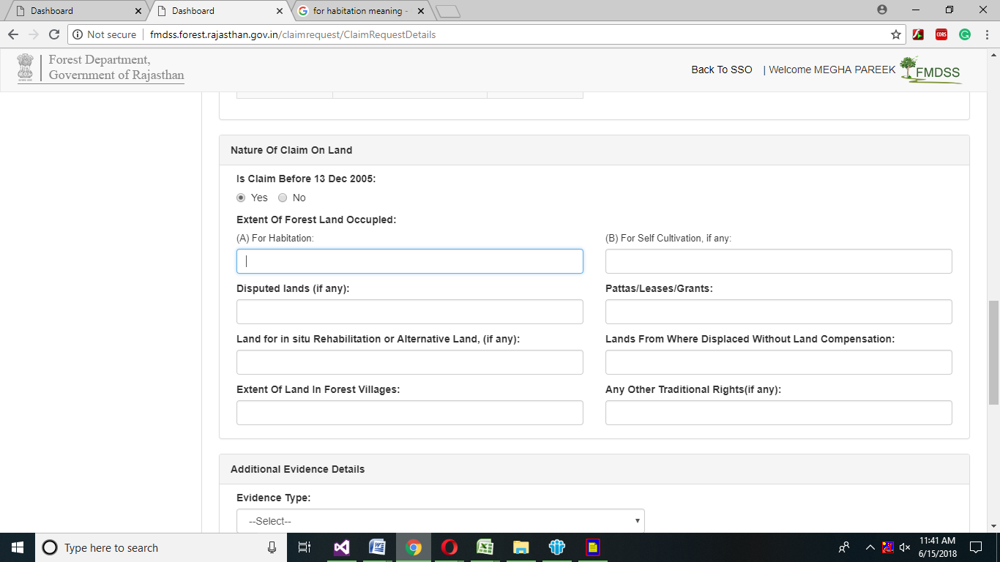 Dashboard
Dashboard
for habitation meaning -
Not secure
fmdss.forest.rajasthan.gov.in/claimrequest/ClaimRequestDetails
CORS
Forest Department,
Government of Rajasthan
Back To SSO | Welcome MEGHA PAREEK
FMDSS
Nature Of Claim On Land
Is Claim Before 13 Dec 2005:
Yes No
Extent Of Forest Land Occupied:
(A) For Habitation:
(B) For Self Cultivation, if any:
Disputed lands (if any):
Pattas/Leases/Grants:
Land for in situ Rehabilitation or Alternative Land, (if any):
Lands From Where Displaced Without Land Compensation:
Extent Of Land In Forest Villages:
Any Other Traditional Rights(if any):
Additional Evidence Details
Evidence Type:
--Select--
Type here to search
11:41 AM
6/15/2018